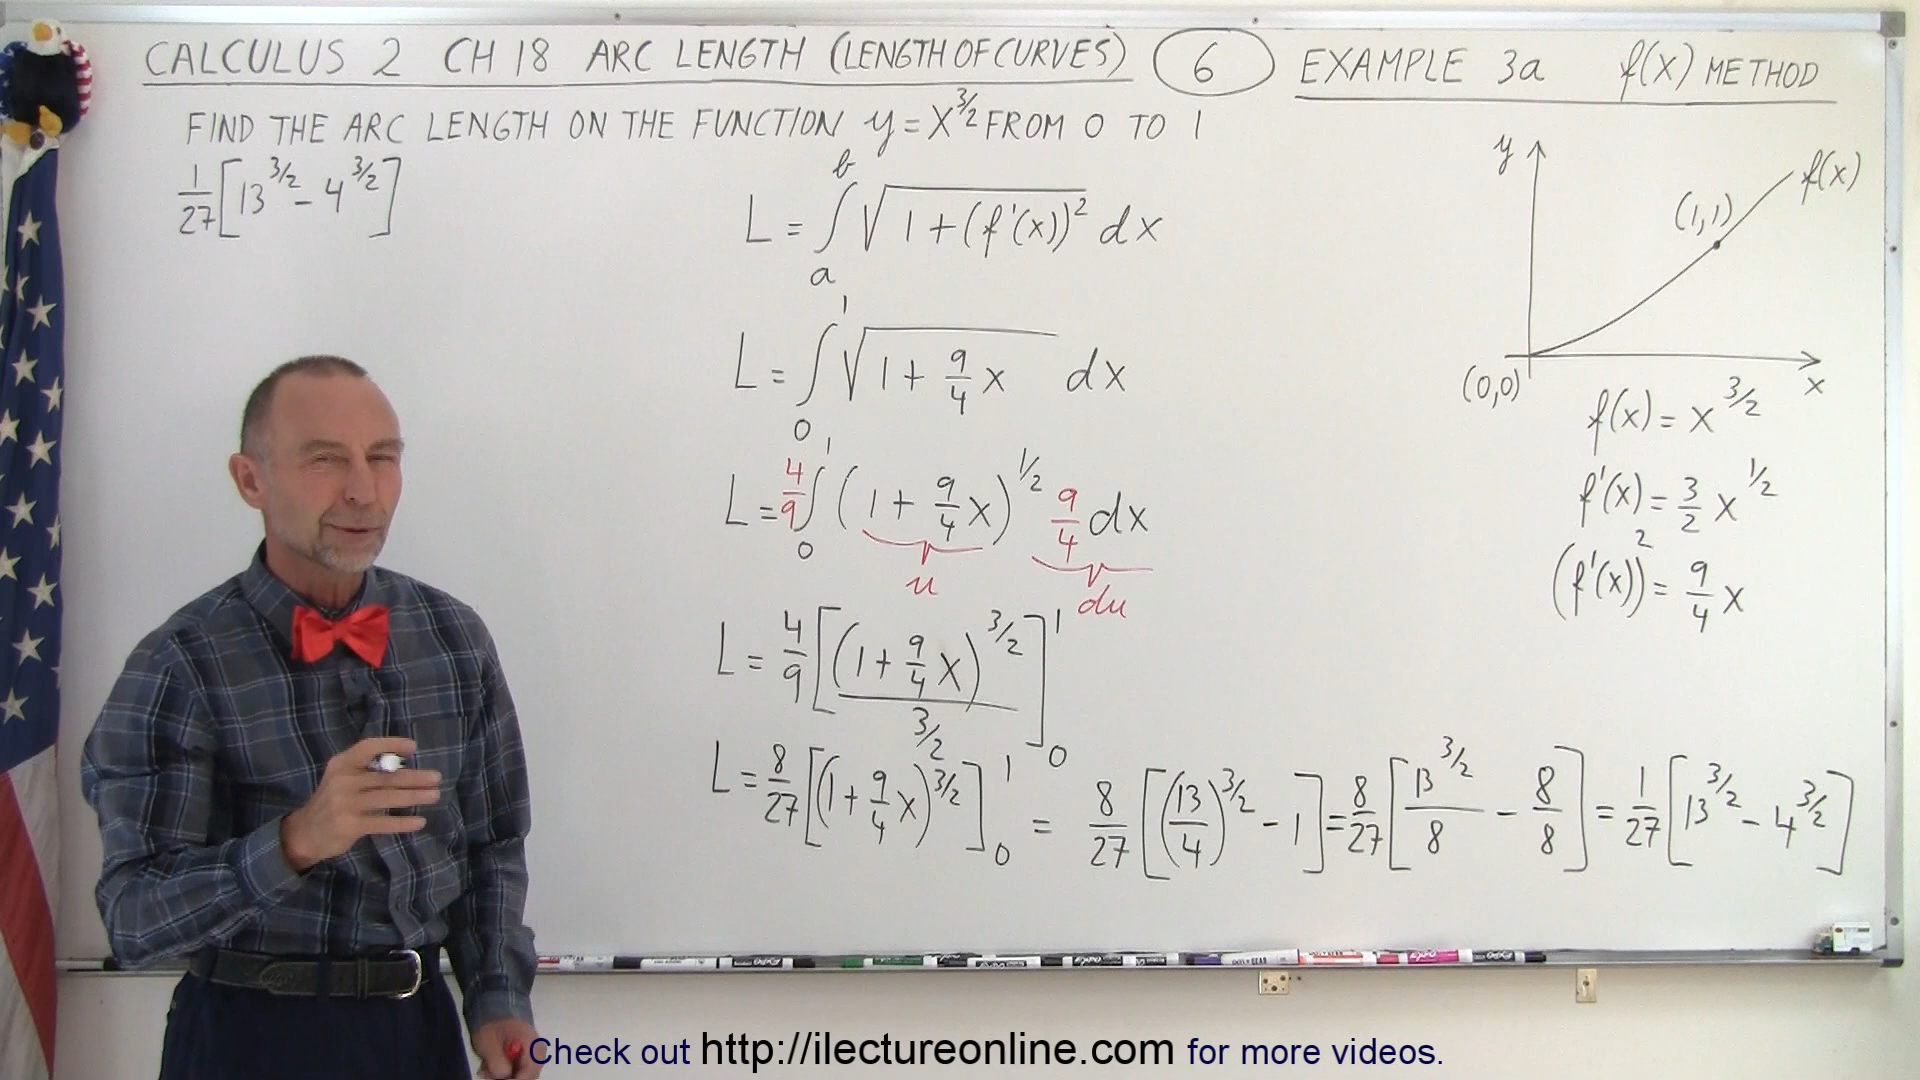 CALCULUS 2 CH 18 ARC LENGTH (LENGTH OF CURVES) 6 EXAMPLE 3a f(x) METHOD
FIND THE ARC LENGTH ON THE FUNCTION y = x^3/2 FROM 0 TO 1
1/27 [13^3/2 - 4^3/2]
L = ∫_a^b √(1 + (f'(x))^2) dx
L = ∫_0^1 √(1 + 9/4 x) dx
L = 4/9 ∫_0^1 (1 + 9/4 x)^1/2 9/4 dx
u du
L = 4/9 [(1 + 9/4 x)^3/2 / 3/2]_0^1
L = 8/27 [(1 + 9/4 x)^3/2]_0^1 = 8/27 [(13/4)^3/2 - 1] = 8/27 [13^3/2 / 8 - 8/8] = 1/27 [13^3/2 - 4^3/2]
y
f(x)
(1,1)
(0,0)
x
f(x) = x^3/2
f'(x) = 3/2 x^1/2
(f'(x))^2 = 9/4 x
Check out http://ilectureonline.com for more videos.